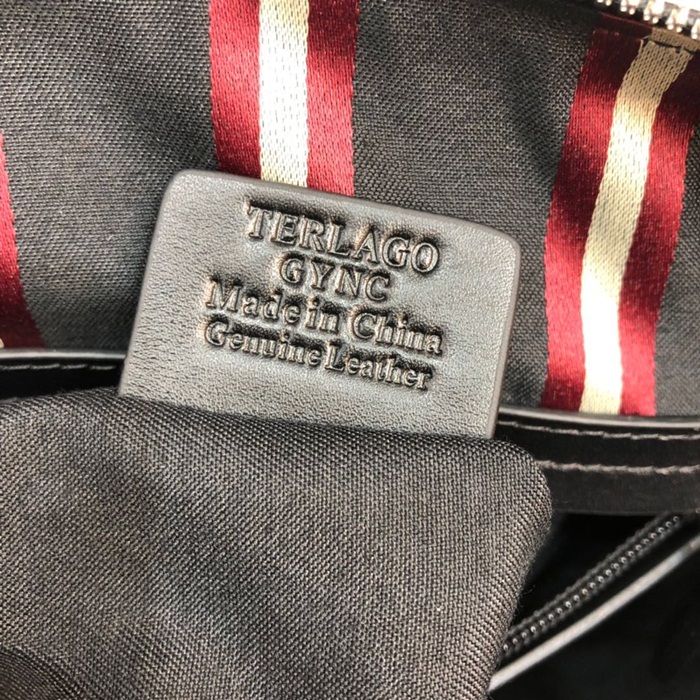 TERLAGO
GYNC
Made in China
Genuine Leather